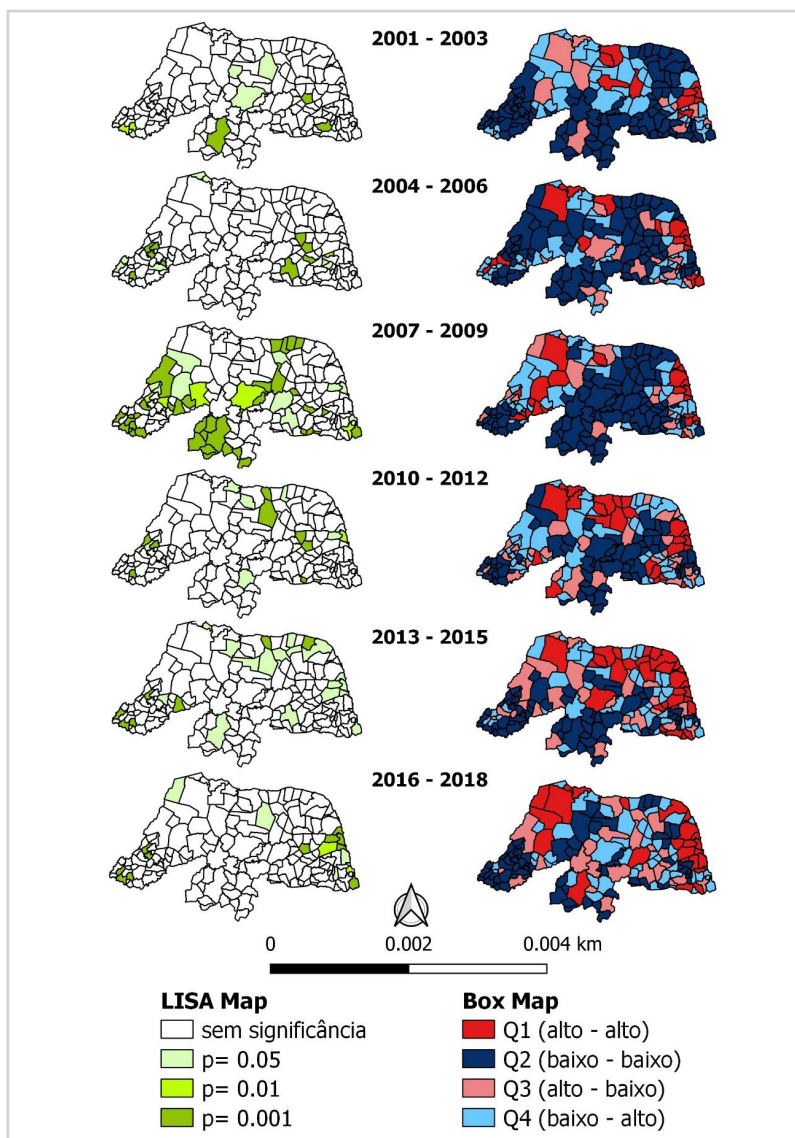 2001 - 2003
2004 - 2006
2007 - 2009
2010 - 2012
2013 - 2015
2016 - 2018
0 0.002 0.004 km
LISA Map
sem significância
p= 0.05
p= 0.01
p= 0.001
Box Map
Q1 (alto - alto)
Q2 (baixo - baixo)
Q3 (alto - baixo)
Q4 (baixo - alto)